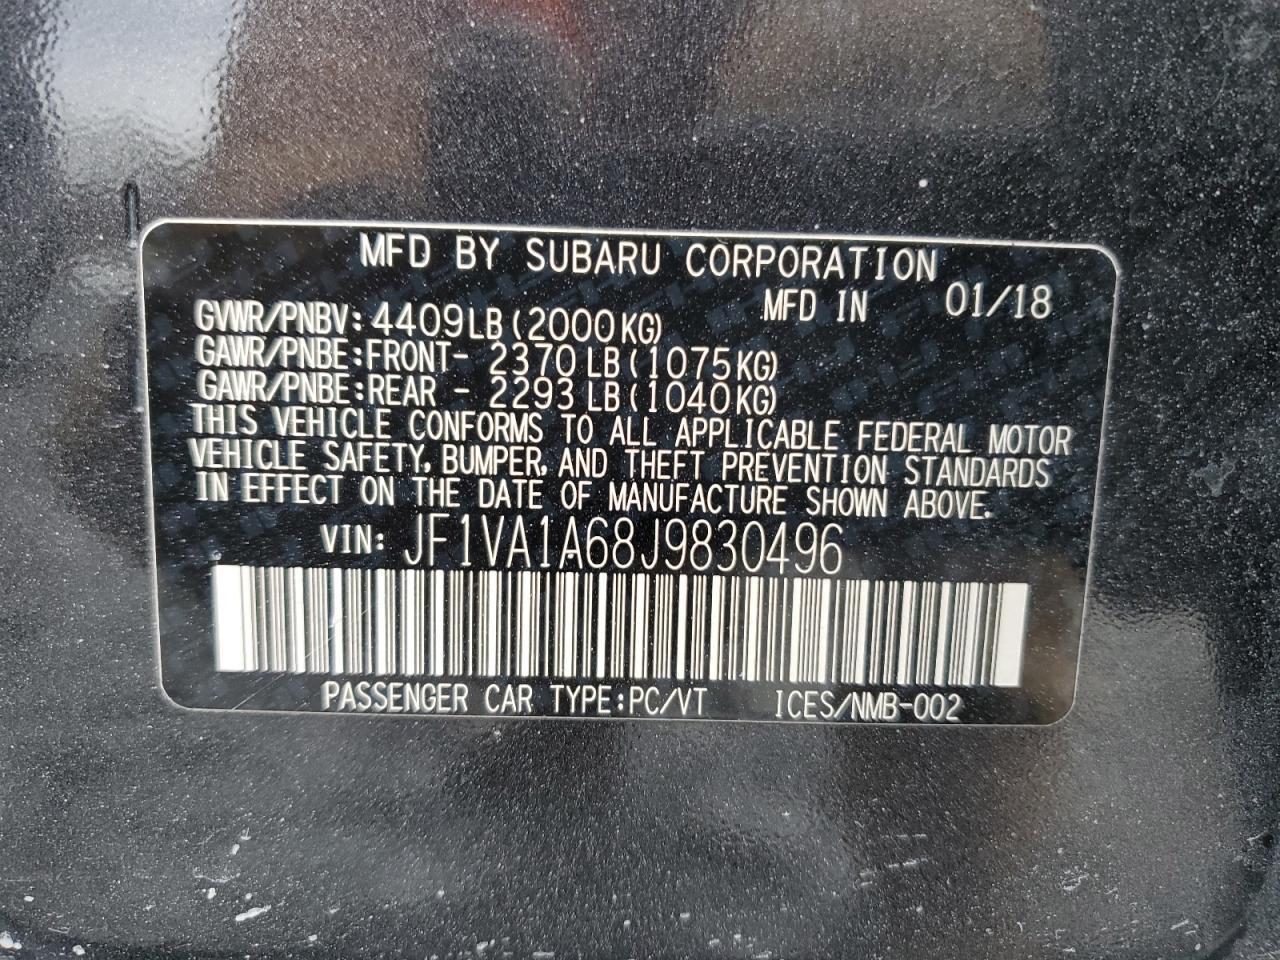 MFD BY SUBARU CORPORATION
MFD IN 01/18
GVWR/PNBV: 4409LB (2000KG)
GAWR/PNBE:FRONT- 2370LB (1075KG)
GAWR/PNBE:REAR - 2293LB (1040KG)
THIS VEHICLE CONFORMS TO ALL APPLICABLE FEDERAL MOTOR
VEHICLE SAFETY, BUMPER, AND THEFT PREVENTION STANDARDS
IN EFFECT ON THE DATE OF MANUFACTURE SHOWN ABOVE.
VIN: JF1VA1A68J9830496
PASSENGER CAR TYPE:PC/VT ICES/NMB-002